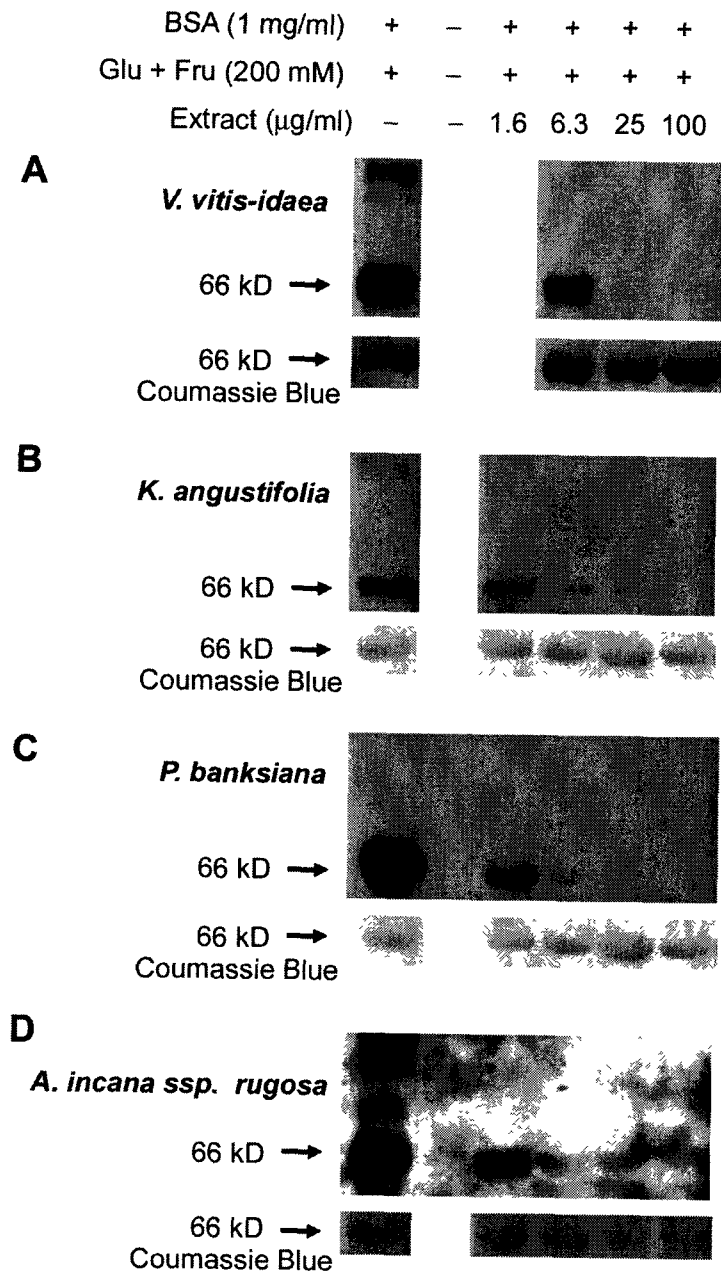 BSA (1 mg/ml) + – + + + +
Glu + Fru (200 mM) + – + + + +
Extract (μg/ml) – – 1.6 6.3 25 100
A
V. vitis-idaea
66 kD
66 kD
Coumassie Blue
B
K. angustifolia
66 kD
66 kD
Coumassie Blue
C
P. banksiana
66 kD
66 kD
Coumassie Blue
D
A. incana ssp. rugosa
66 kD
66 kD
Coumassie Blue